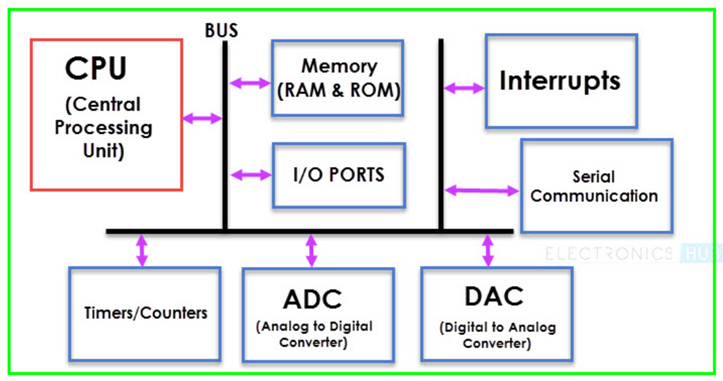 BUS
CPU
(Central
Processing
Unit)
Memory
(RAM & ROM)
Interrupts
I/O PORTS
Serial
Communication
ELECTRONICS HUB
Timers/Counters
ADC
(Analog to Digital
Converter)
DAC
(Digital to Analog
Converter)